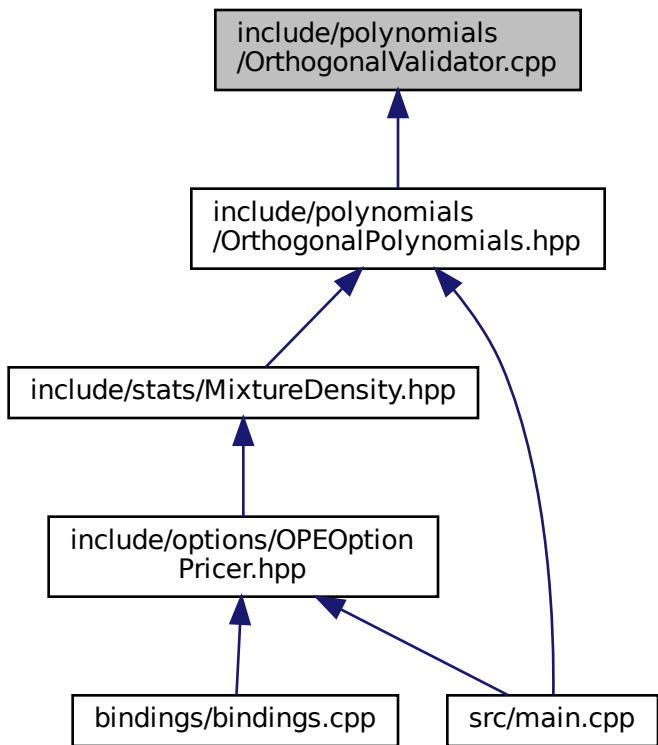 include/polynomials
/OrthogonalValidator.cpp
include/polynomials
/OrthogonalPolynomials.hpp
include/stats/MixtureDensity.hpp
include/options/OPEOption
Pricer.hpp
bindings/bindings.cpp
src/main.cpp